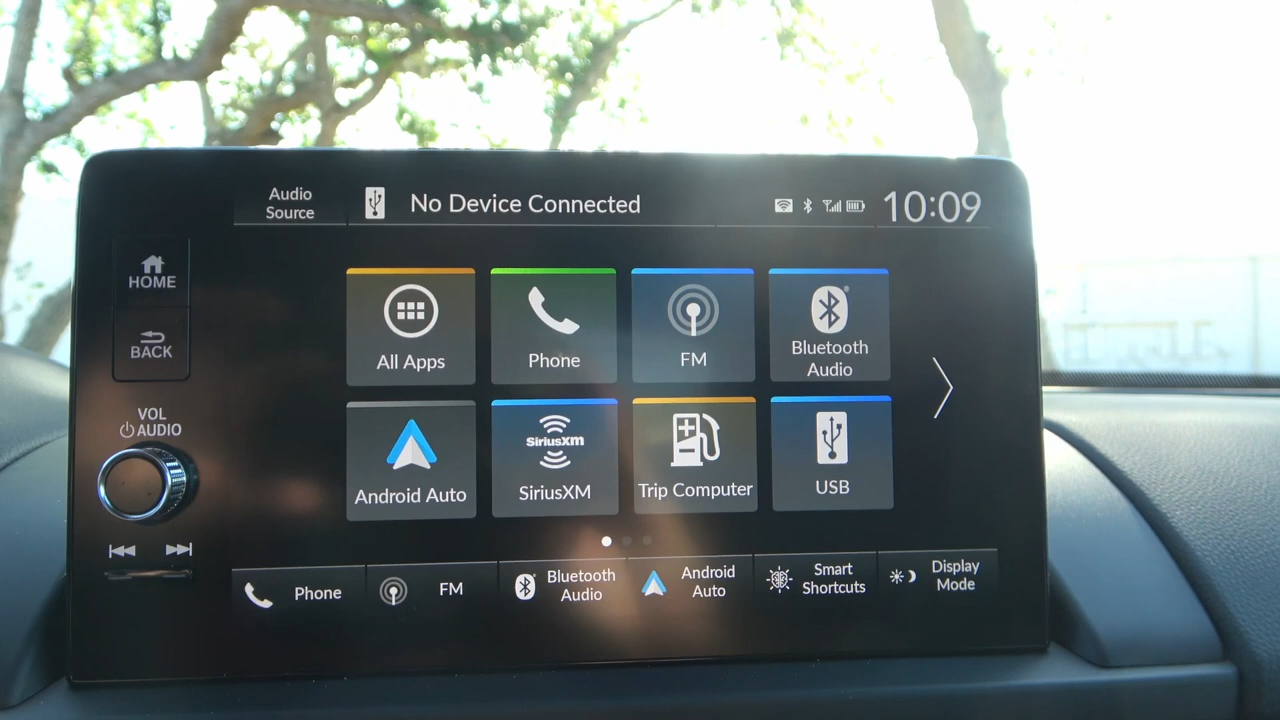 Audio
Source
No Device Connected
10:09
HOME
BACK
VOL
AUDIO
All Apps
Phone
FM
Bluetooth
Audio
Android Auto
SiriusXM
SiriusXM
Trip Computer
USB
Phone
FM
Bluetooth
Audio
Android
Auto
Smart
Shortcuts
Display
Mode